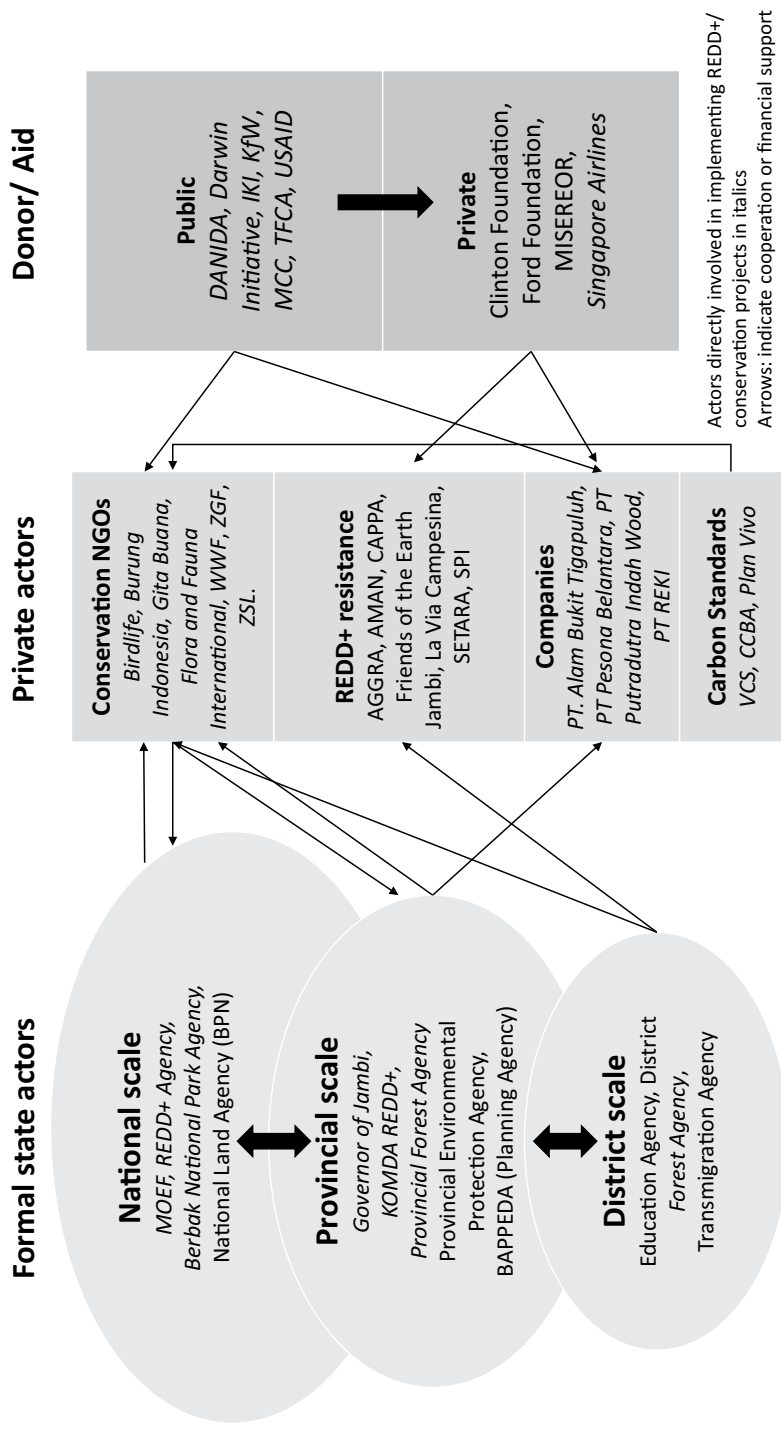 Formal state actors
National scale
MOEF, REDD+ Agency,
Berbak National Park Agency,
National Land Agency (BPN)
Provincial scale
Governor of Jambi,
KOMDA REDD+,
Provincial Forest Agency
Provincial Environmental
Protection Agency,
BAPPEDA (Planning Agency)
District scale
Education Agency, District
Forest Agency,
Transmigration Agency
Private actors
Conservation NGOs
Birdlife, Burung
Indonesia, Gita Buana,
Flora and Fauna
International, WWF, ZGF,
ZSL.
REDD+ resistance
AGGRA, AMAN, CAPPA,
Friends of the Earth
Jambi, La Via Campesina,
SETARA, SPI
Companies
PT. Alam Bukit Tigapuluh,
PT Pesona Belantara, PT
Putradutra Indah Wood,
PT REKI
Carbon Standards
VCS, CCBA, Plan Vivo
Donor/ Aid
Public
DANIDA, Darwin
Initiative, IKI, KfW,
MCC, TFCA, USAID
Private
Clinton Foundation,
Ford Foundation,
MISEREOR,
Singapore Airlines
Actors directly involved in implementing REDD+/
conservation projects in italics
Arrows: indicate cooperation or financial support